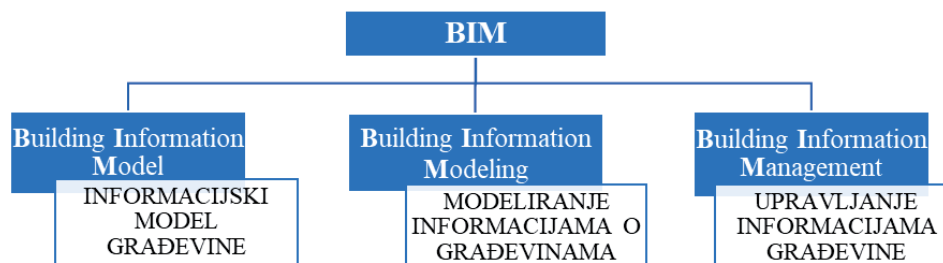 BIM
Building Information
Model
INFORMACIJSKI
MODEL
GRAĐEVINE
Building Information
Modeling
MODELIRANJE
INFORMACIJAMA O
GRAĐEVINAMA
Building Information
Management
UPRAVLJANJE
INFORMACIJAMA
GRAĐEVINE